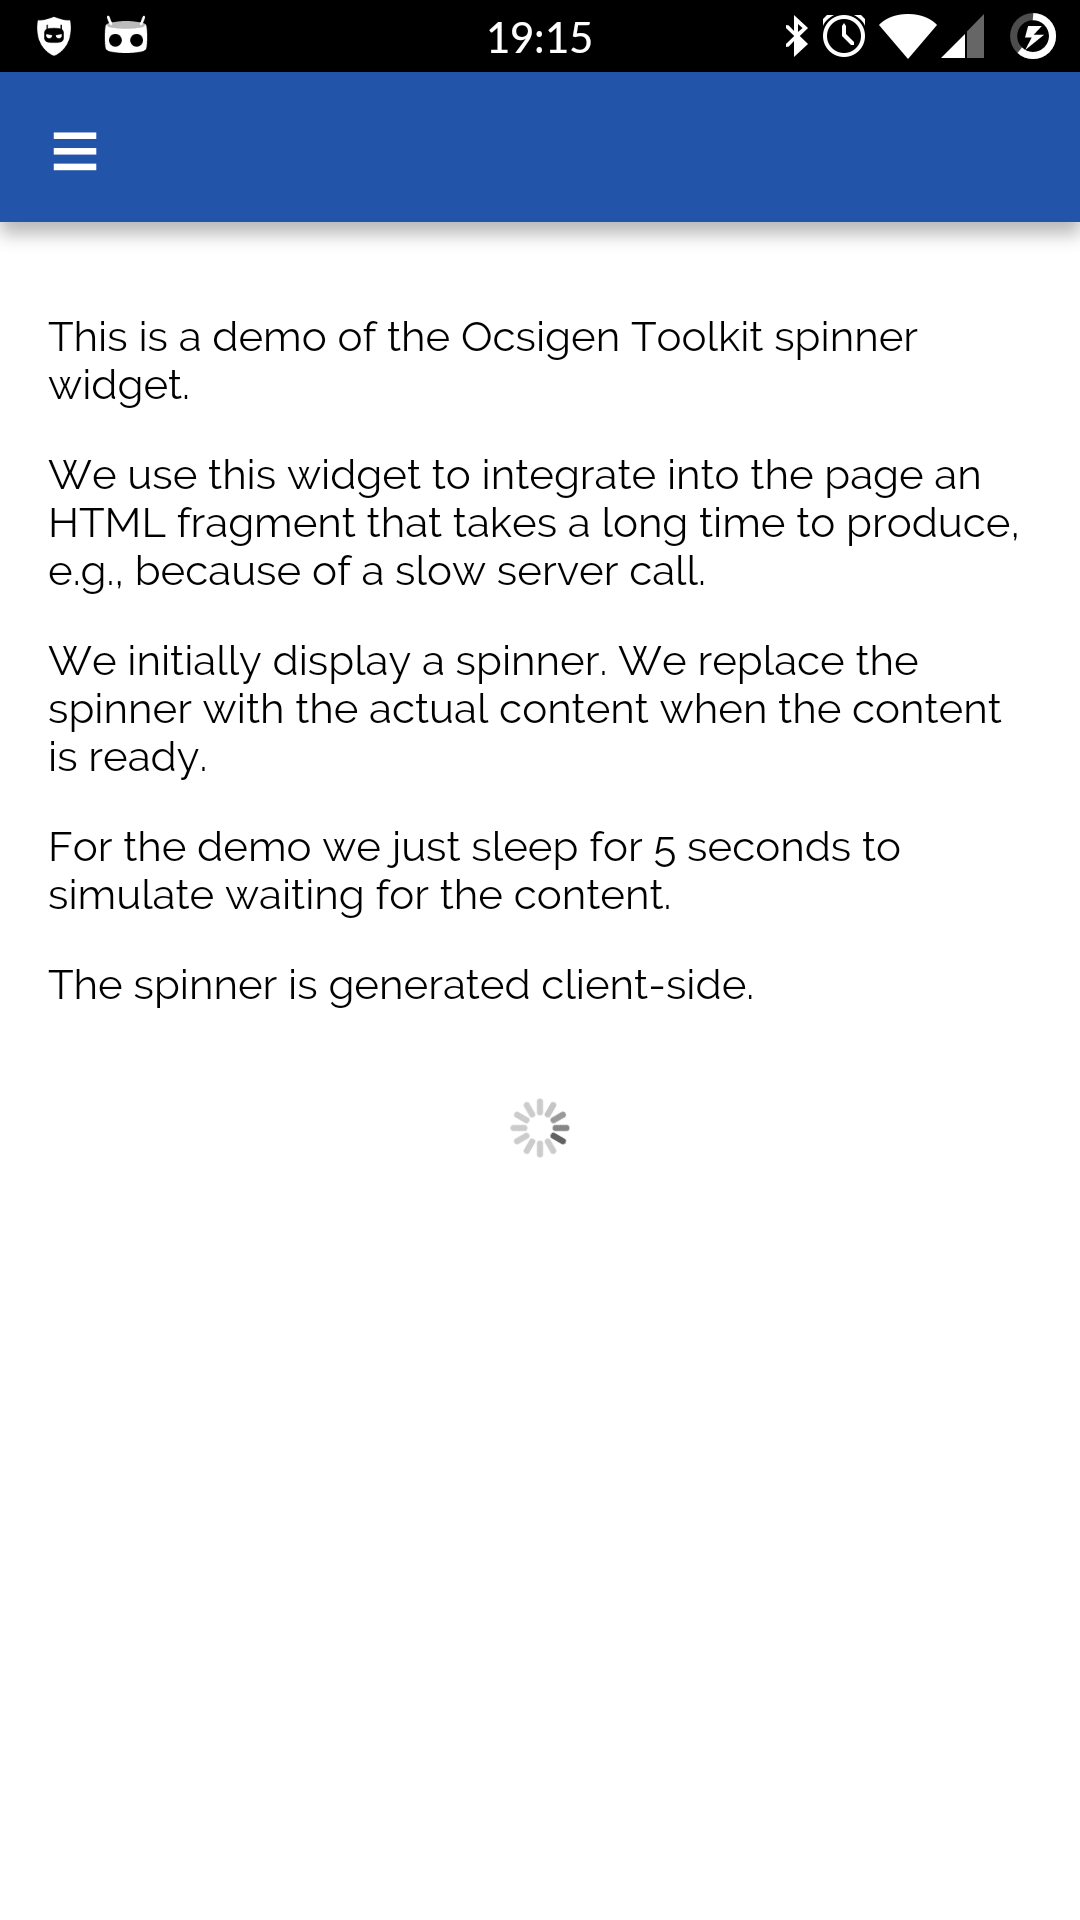 19:15
This is a demo of the Ocsigen Toolkit spinner
widget.
We use this widget to integrate into the page an
HTML fragment that takes a long time to produce,
e.g., because of a slow server call.
We initially display a spinner. We replace the
spinner with the actual content when the content
is ready.
For the demo we just sleep for 5 seconds to
simulate waiting for the content.
The spinner is generated client-side.